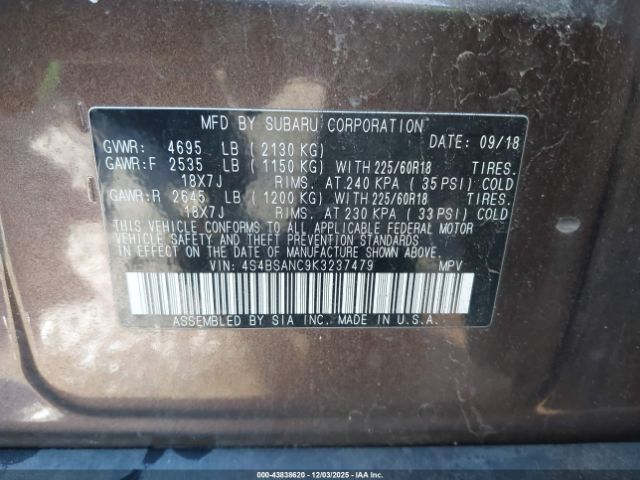 MFD BY SUBARU CORPORATION
GVWR: 4695 LB (2130 KG) DATE: 09/18
GAWR:F 2535 LB (1150 KG) WITH 225/60R18 TIRES.
18X7J RIMS. AT 240 KPA (35 PSI) COLD
GAWR:R 2645 LB (1200 KG) WITH 225/60R18 TIRES.
18X7J RIMS. AT 230 KPA (33 PSI) COLD
THIS VEHICLE CONFORMS TO ALL APPLICABLE FEDERAL MOTOR
VEHICLE SAFETY AND THEFT PREVENTION STANDARDS
IN EFFECT ON THE DATE OF MANUFACTURE SHOWN ABOVE.
VIN: 4S4BSANC9K3237479 MPV
ASSEMBLED BY SIA INC. MADE IN U.S.A.
000-43838620 - 12/03/2025 - COPYRIGHT IAA, LLC